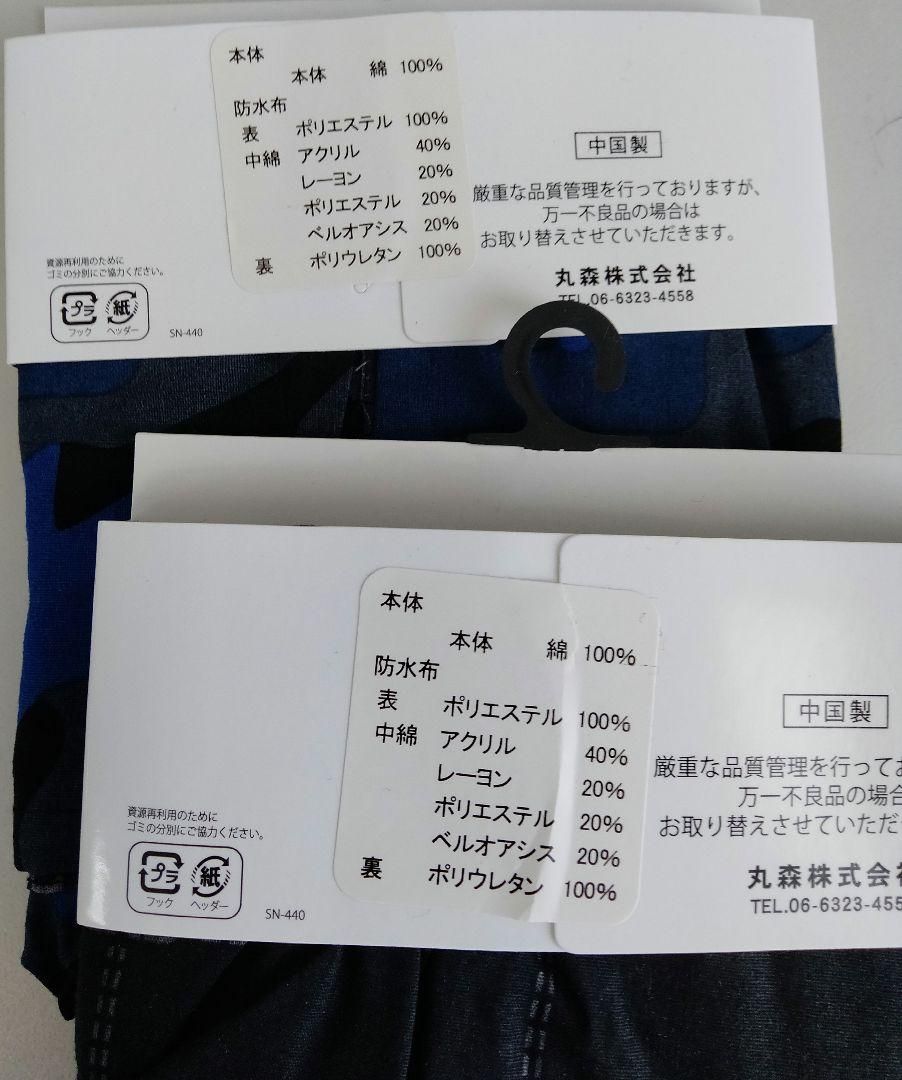 本体
本体 綿 100%
防水布
表 ポリエステル 100%
中綿 アクリル 40%
レーヨン 20%
ポリエステル 20%
ベルオアシス 20%
裏 ポリウレタン 100%
中国製
厳重な品質管理を行っておりますが、
万一不良品の場合は
お取り替えさせていただきます。
丸森株式会社
TEL.06-6323-4558
資源再利用のために
ゴミの分別にご協力ください。
プラ 紙
フック ヘッダー
SN-440
本体
本体 綿 100%
防水布
表 ポリエステル 100%
中綿 アクリル 40%
レーヨン 20%
ポリエステル 20%
ベルオアシス 20%
裏 ポリウレタン 100%
中国製
厳重な品質管理を行ってお
万一不良品の場合
お取り替えさせていただ
丸森株式会
TEL.06-6323-455
資源再利用のために
ゴミの分別にご協力ください。
プラ 紙
フック ヘッダー
SN-440